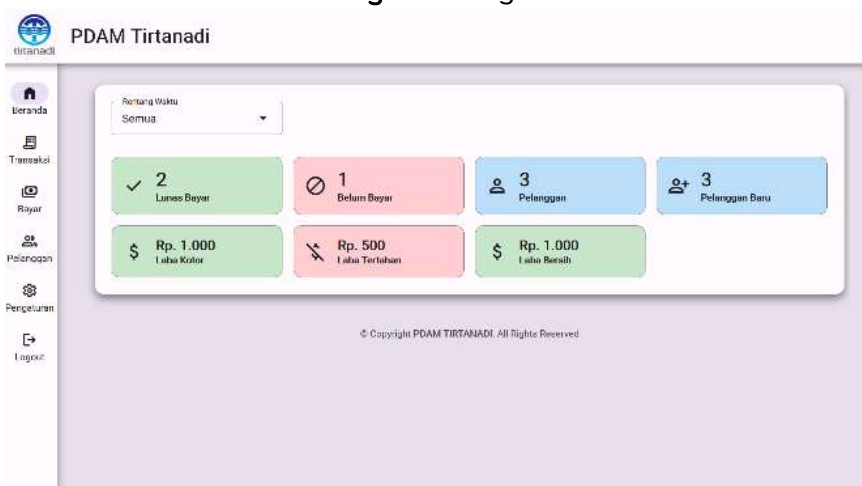 tirtanadi
PDAM Tirtanadi
Beranda
Transaksi
Bayar
Pelanggan
Pengaturan
Logout
Rentang Waktu
Semua
2
Lunas Bayar
1
Belum Bayar
3
Pelanggan
3
Pelanggan Baru
Rp. 1.000
Laba Kotor
Rp. 500
Laba Tertahan
Rp. 1.000
Laba Bersih
© Copyright PDAM TIRTANADI. All Rights Reserved